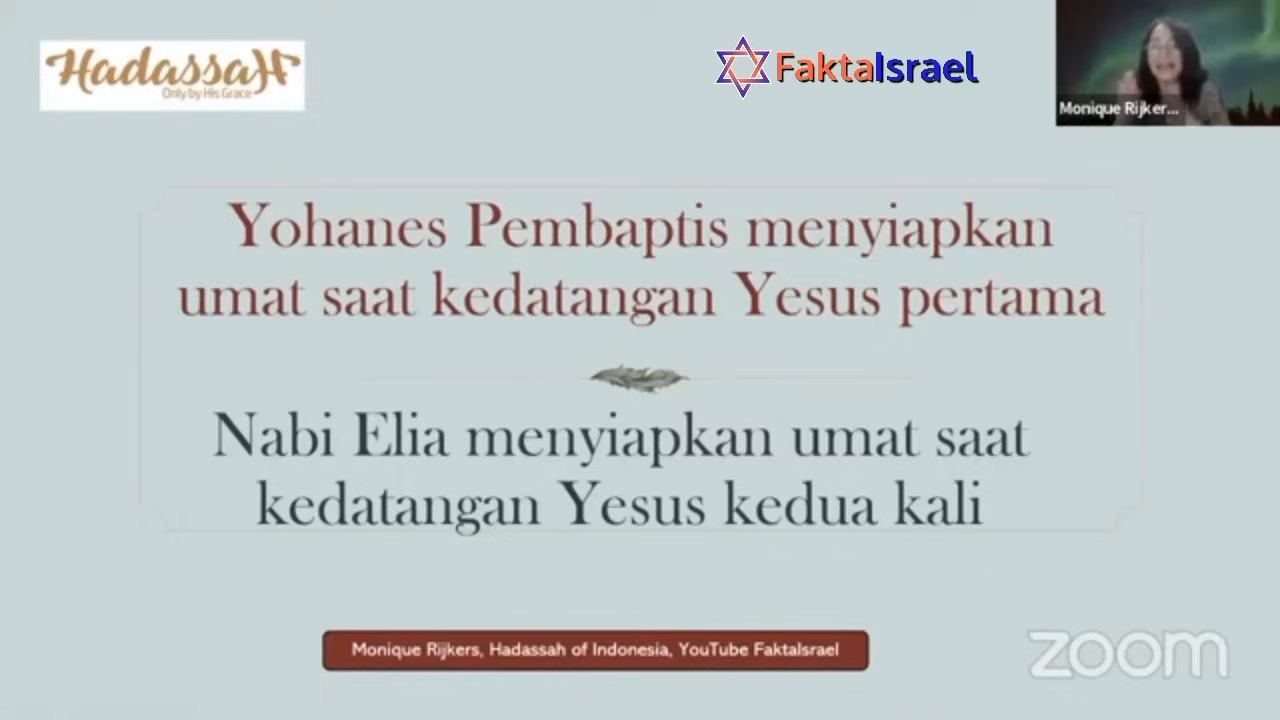 Hadassah
Only by His Grace
FaktaIsrael
Monique Rijker...
Yohanes Pembaptis menyiapkan
umat saat kedatangan Yesus pertama
Nabi Elia menyiapkan umat saat
kedatangan Yesus kedua kali
Monique Rijkers, Hadassah of Indonesia, YouTube FaktaIsrael
zoom